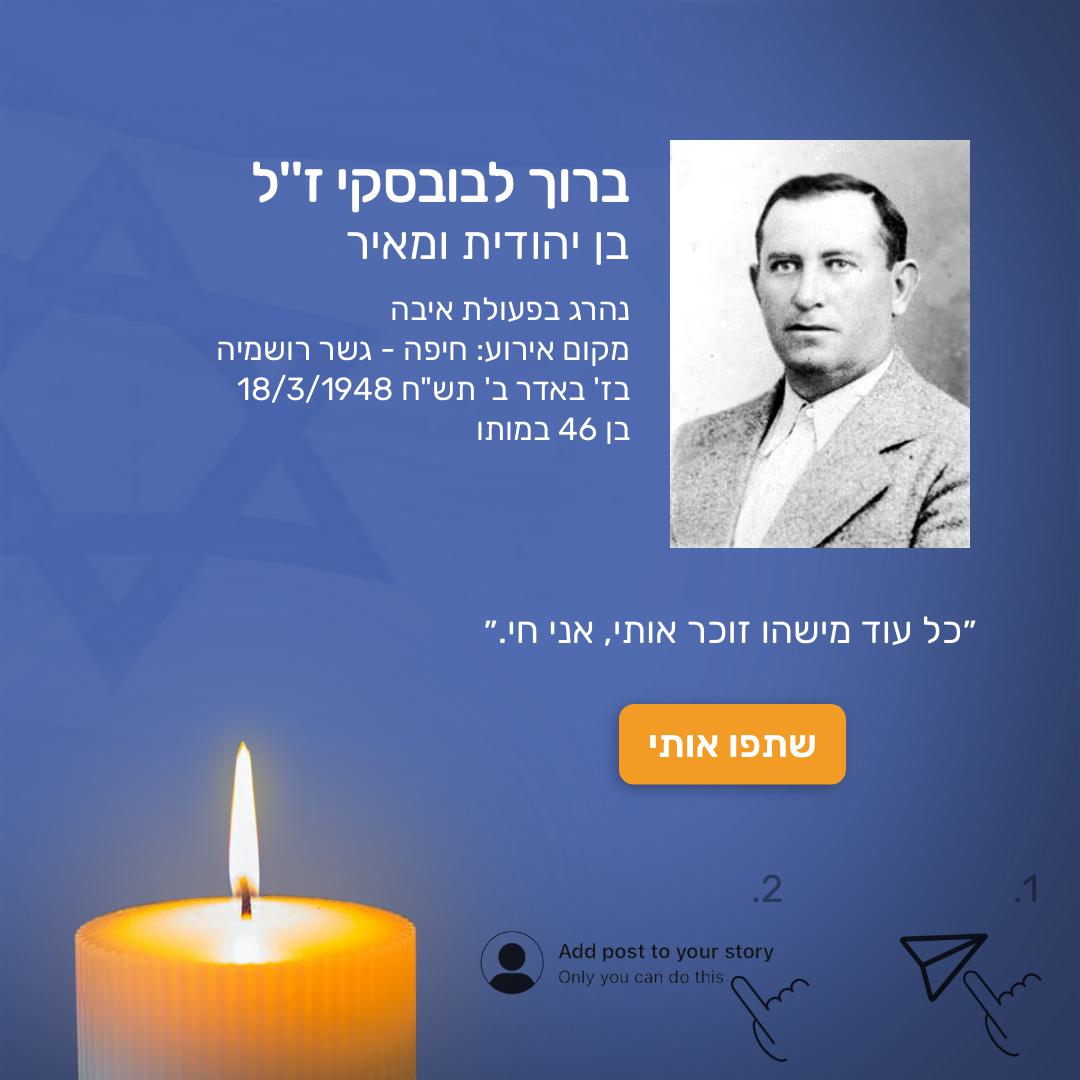 ברוך לבובסקי ז"ל
בן יהודית ומאיר
נהרג בפעולת איבה
מקום אירוע: חיפה - גשר רושמיה
בז' באדר ב' תש"ח 18/3/1948
בן 46 במותו
״כל עוד מישהו זוכר אותי, אני חי.״
שתפו אותי
1.
2.
Add post to your story
Only you can do this